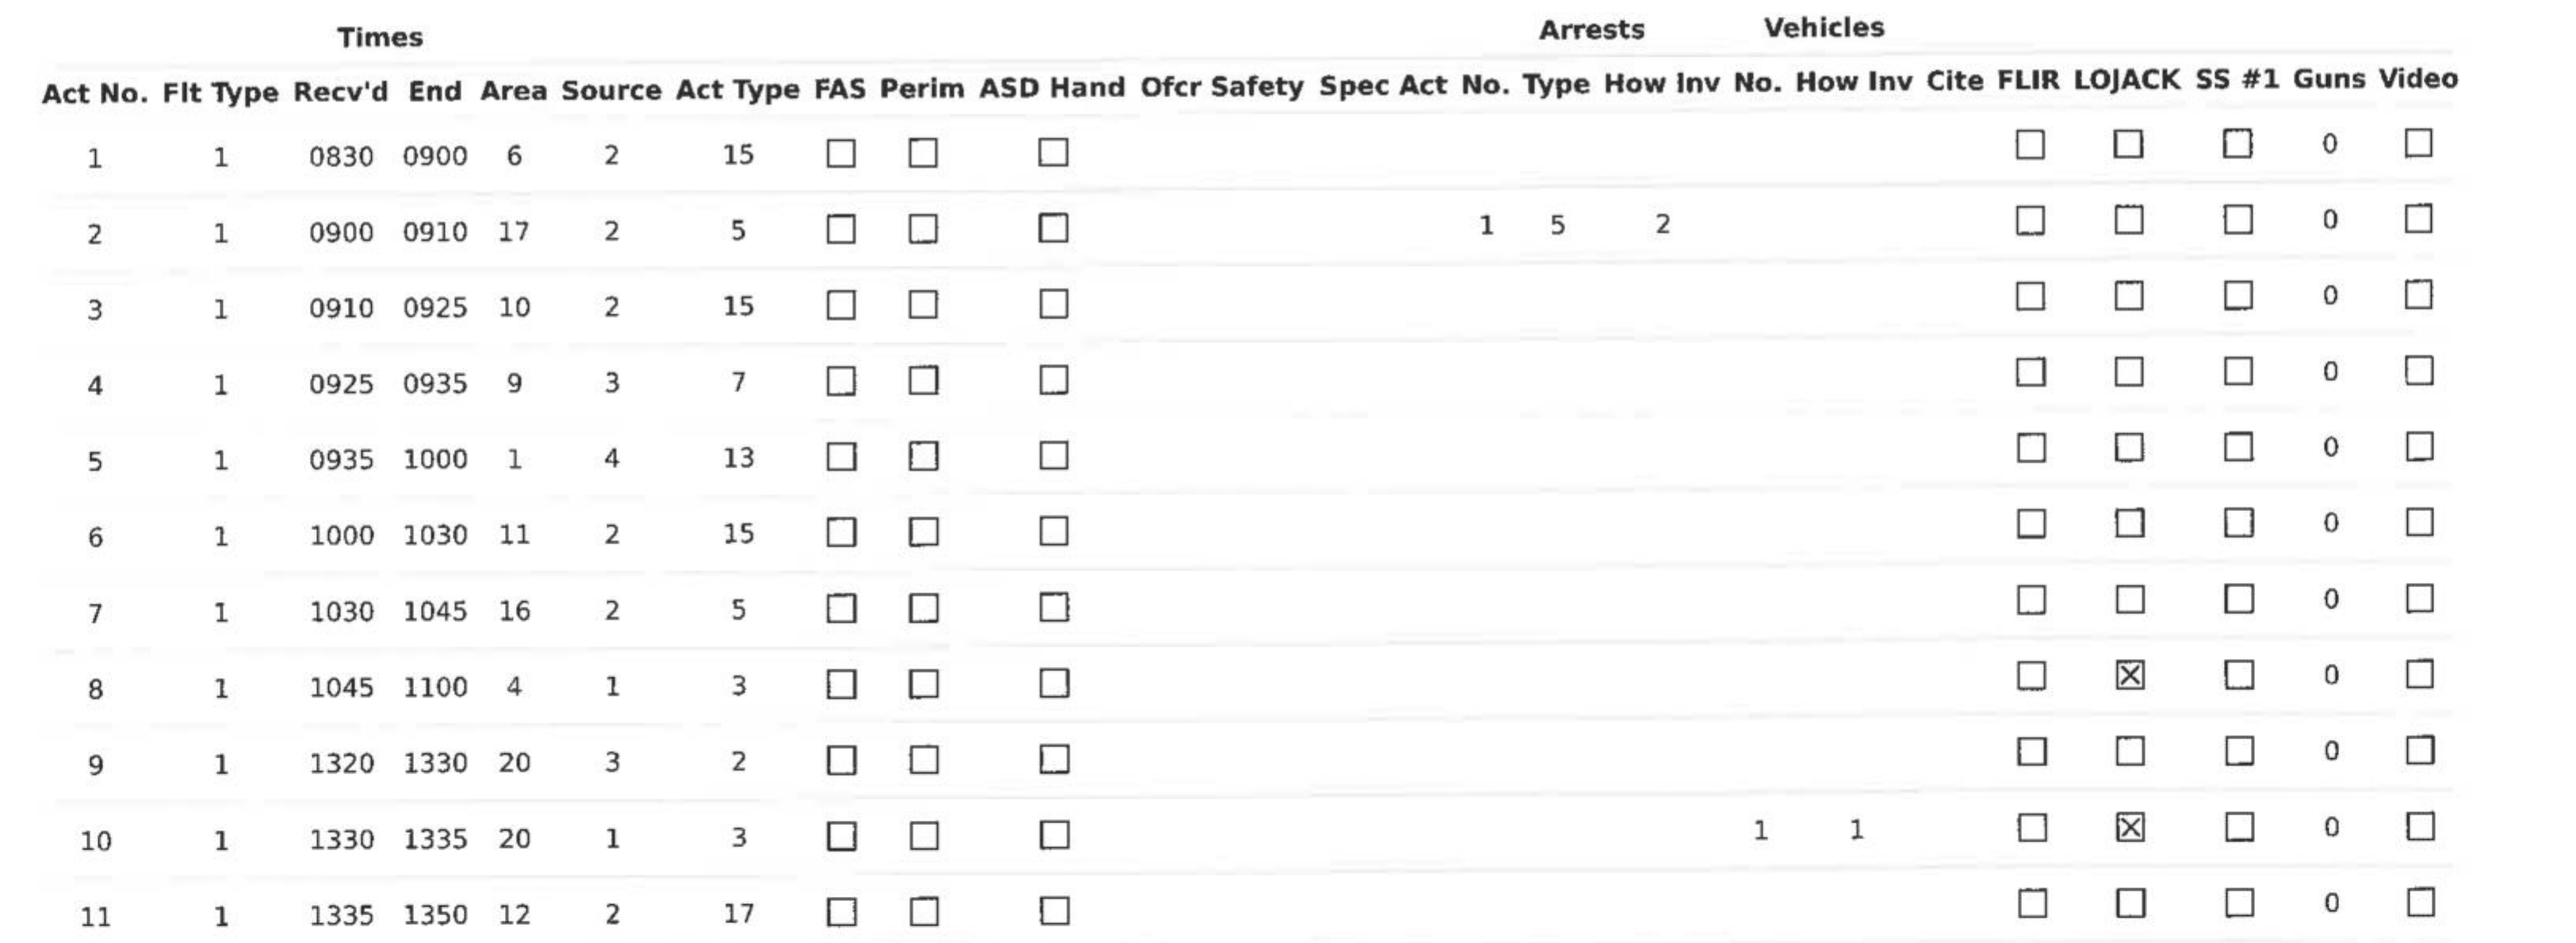 Times Arrests Vehicles
Act No. Flt Type Recv'd End Area Source Act Type FAS Perim ASD Hand Ofcr Safety Spec Act No. Type How Inv No. How Inv Cite FLIR LOJACK SS #1 Guns Video
1 1 0830 0900 6 2 15 ☐ ☐ ☐ ☐ ☐ ☐ 0 ☐
2 1 0900 0910 17 2 5 ☐ ☐ ☐ 1 5 2 ☐ ☐ ☐ 0 ☐
3 1 0910 0925 10 2 15 ☐ ☐ ☐ ☐ ☐ ☐ 0 ☐
4 1 0925 0935 9 3 7 ☐ ☐ ☐ ☐ ☐ ☐ 0 ☐
5 1 0935 1000 1 4 13 ☐ ☐ ☐ ☐ ☐ ☐ 0 ☐
6 1 1000 1030 11 2 15 ☐ ☐ ☐ ☐ ☐ ☐ 0 ☐
7 1 1030 1045 16 2 5 ☐ ☐ ☐ ☐ ☐ ☐ 0 ☐
8 1 1045 1100 4 1 3 ☐ ☐ ☐ ☐ ☒ ☐ 0 ☐
9 1 1320 1330 20 3 2 ☐ ☐ ☐ ☐ ☐ ☐ 0 ☐
10 1 1330 1335 20 1 3 ☐ ☐ ☐ 1 1 ☐ ☒ ☐ 0 ☐
11 1 1335 1350 12 2 17 ☐ ☐ ☐ ☐ ☐ ☐ 0 ☐